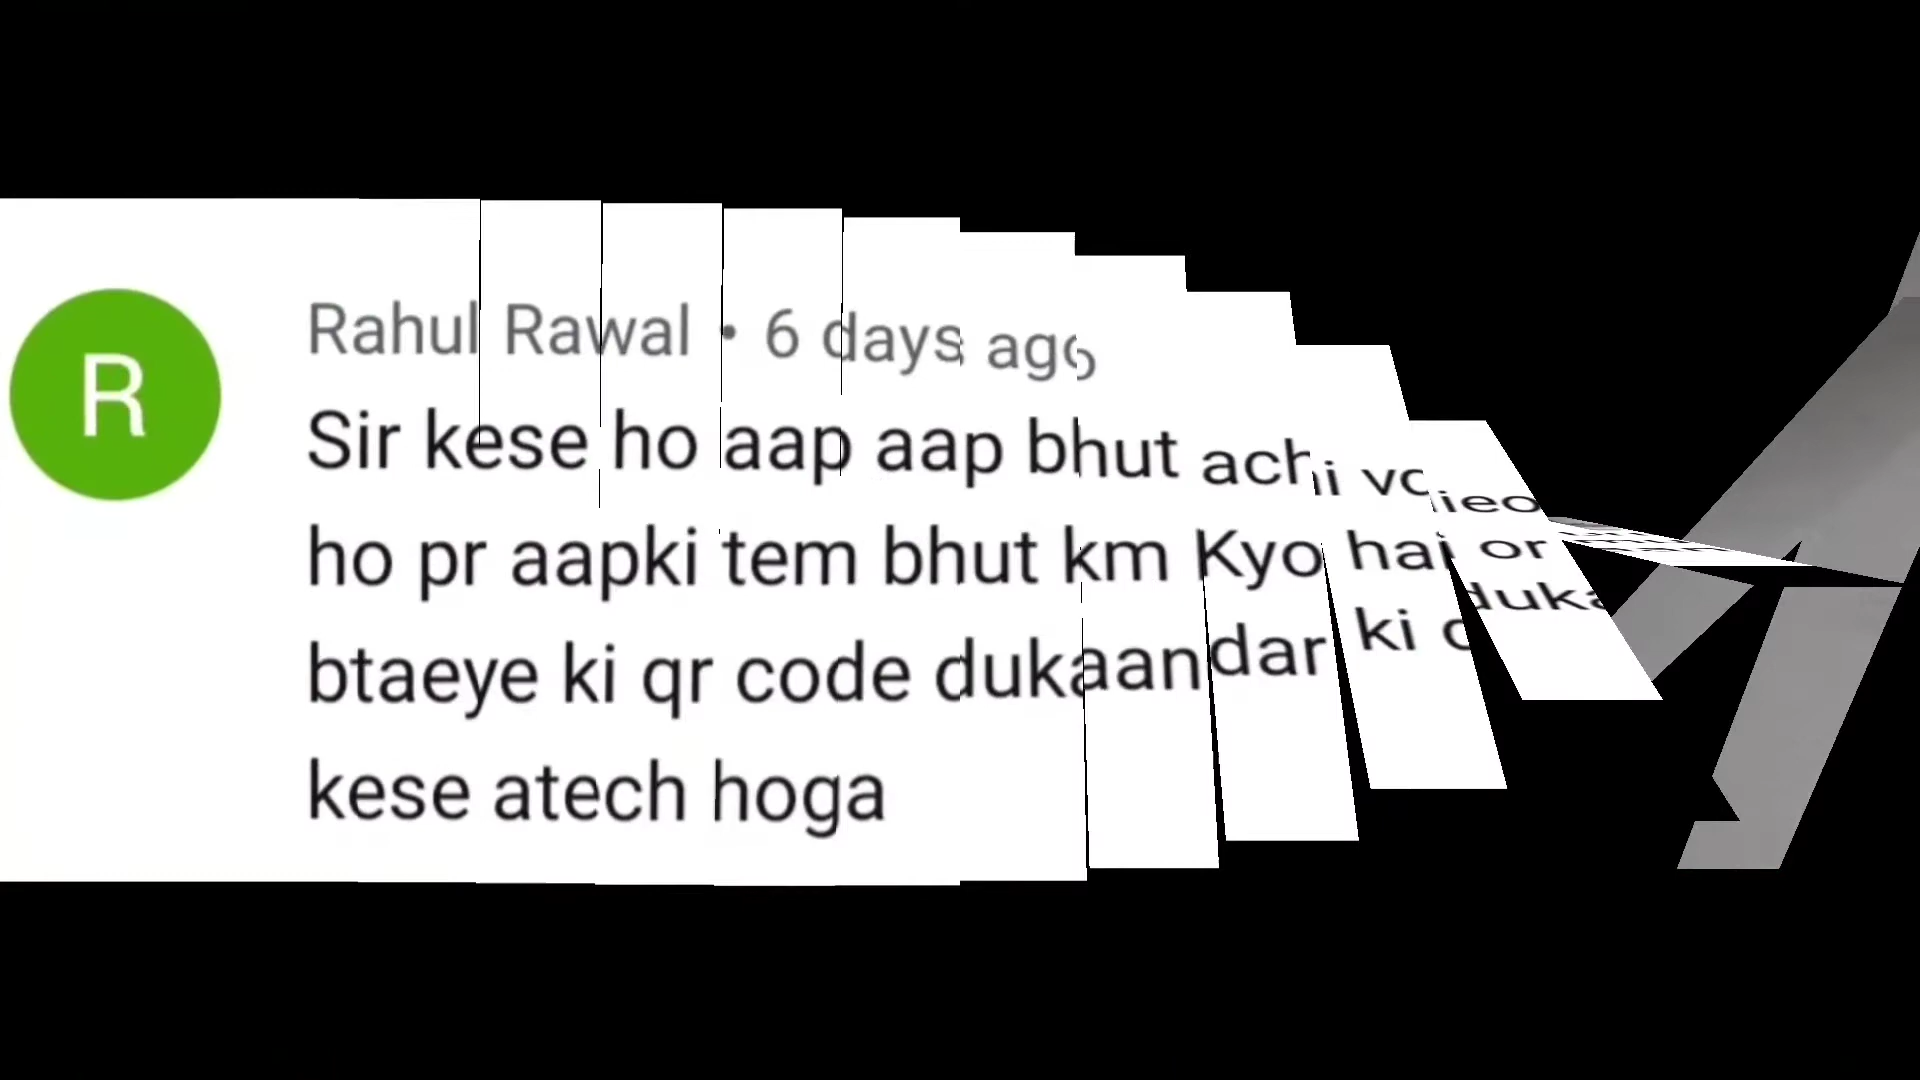 R
Rahul Rawal • 6 days ago
Sir kese ho aap aap bhut achi
ho pr aapki tem bhut km Kyo hai or
btaeye ki qr code dukaandar ki
kese atech hoga